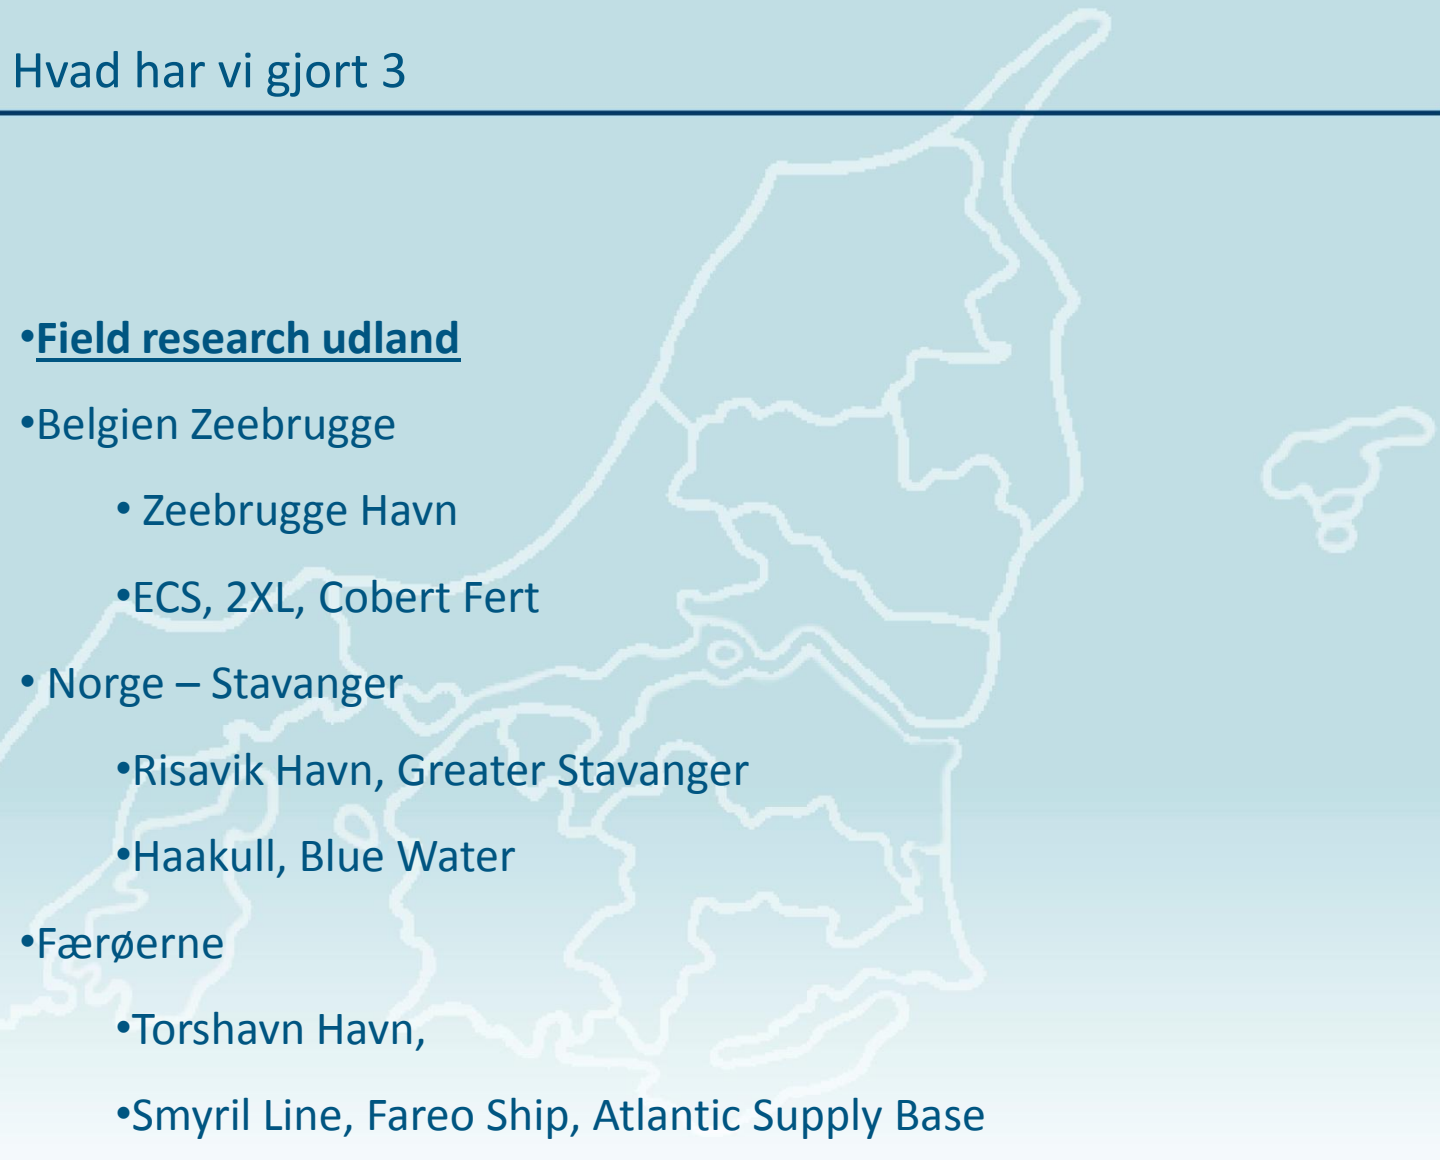 Hvad har vi gjort 3
•Field research udland
•Belgien Zeebrugge
• Zeebrugge Havn
•ECS, 2XL, Cobert Fert
• Norge – Stavanger
•Risavik Havn, Greater Stavanger
•Haakull, Blue Water
•Færøerne
•Torshavn Havn,
•Smyril Line, Fareo Ship, Atlantic Supply Base